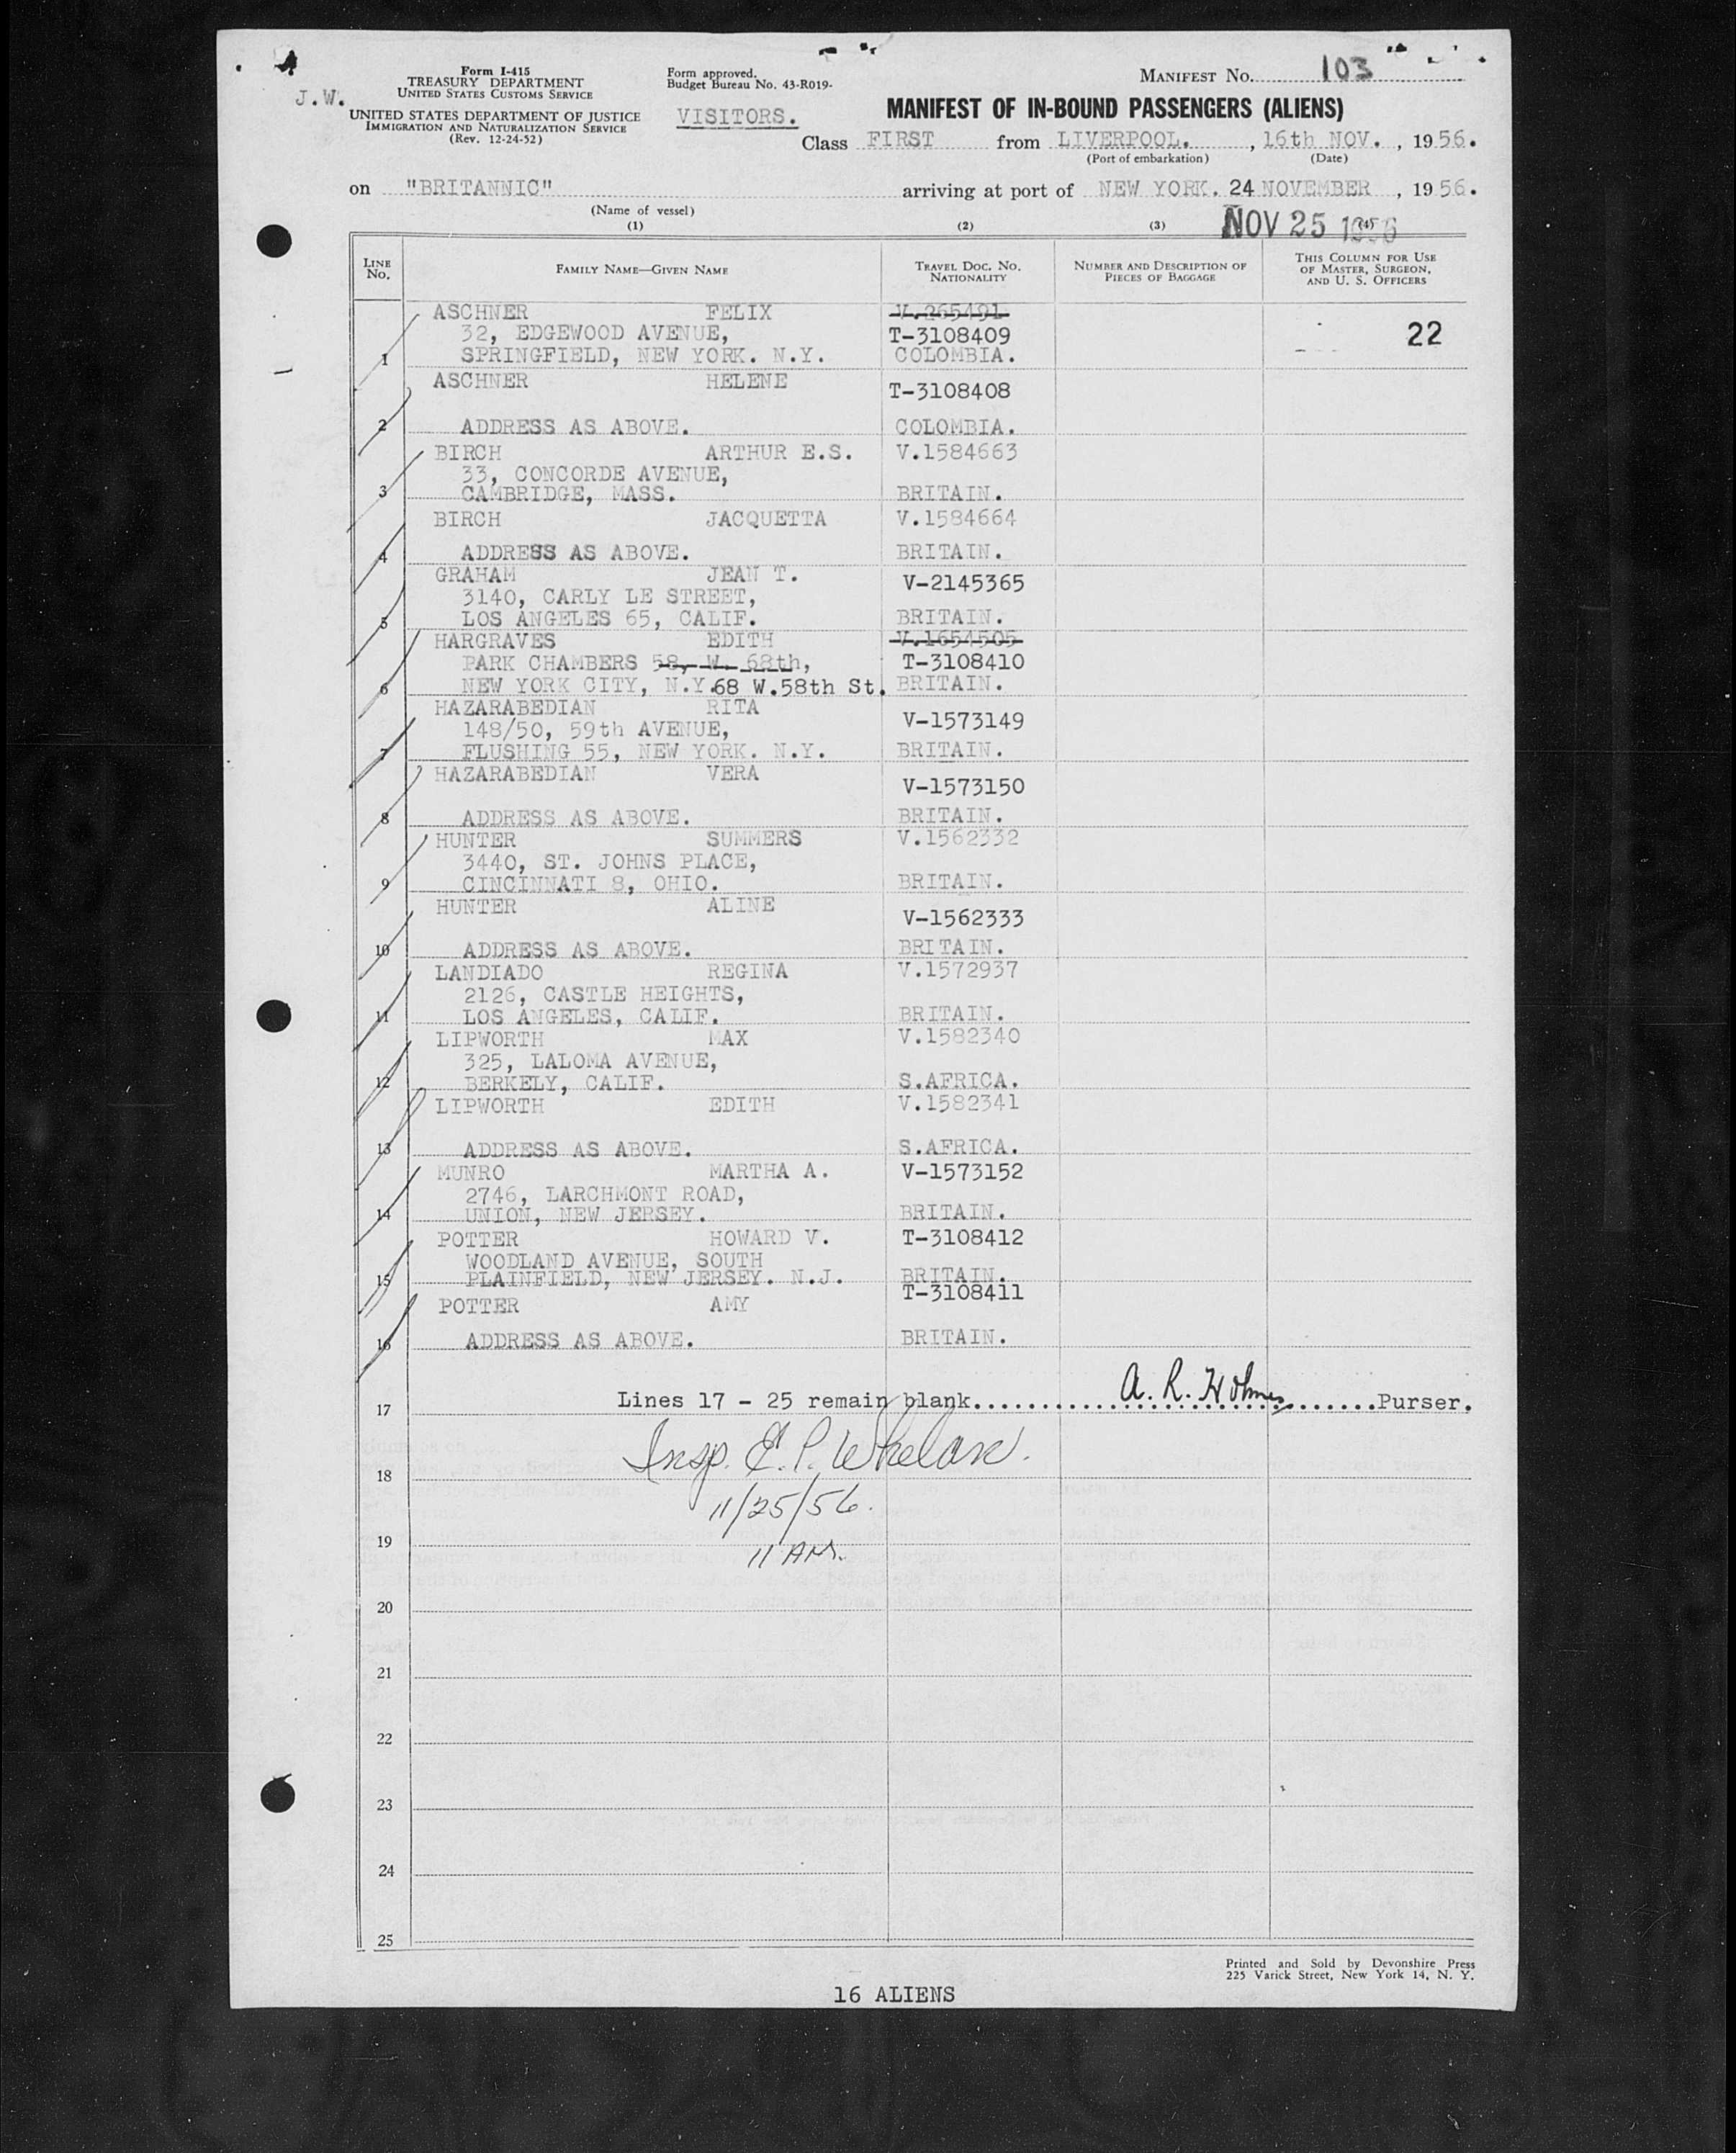 J.W.
Form I-415
TREASURY DEPARTMENT
UNITED STATES CUSTOMS SERVICE
UNITED STATES DEPARTMENT OF JUSTICE
IMMIGRATION AND NATURALIZATION SERVICE
(Rev. 12-24-52)
Form approved.
Budget Bureau No. 43-R019-
VISITORS.
MANIFEST NO. 103
MANIFEST OF IN-BOUND PASSENGERS (ALIENS)
Class FIRST from LIVERPOOL. , 16th NOV. , 1956.
(Port of embarkation) (Date)
on "BRITANNIC" arriving at port of NEW YORK. 24 NOVEMBER , 1956.
(Name of vessel)
NOV 25 1956
(1) (2) (3) (4)
LINE NO. FAMILY NAME—GIVEN NAME TRAVEL DOC. NO. NATIONALITY NUMBER AND DESCRIPTION OF PIECES OF BAGGAGE THIS COLUMN FOR USE OF MASTER, SURGEON, AND U. S. OFFICERS
ASCHNER FELIX V.265491
32, EDGEWOOD AVENUE, T-3108409 22
1 SPRINGFIELD, NEW YORK. N.Y. COLOMBIA.
ASCHNER HELENE T-3108408
2 ADDRESS AS ABOVE. COLOMBIA.
BIRCH ARTHUR E.S. V.1584663
33, CONCORDE AVENUE,
3 CAMBRIDGE, MASS. BRITAIN.
BIRCH JACQUETTA V.1584664
4 ADDRESS AS ABOVE. BRITAIN.
GRAHAM JEAN T. V-2145365
3140, CARLY LE STREET,
5 LOS ANGELES 65, CALIF. BRITAIN.
HARGRAVES EDITH V.1654505
PARK CHAMBERS 58, W. 68th, T-3108410
6 NEW YORK CITY, N.Y. 68 W.58th St. BRITAIN.
HAZARABEDIAN RITA V-1573149
148/50, 59th AVENUE,
7 FLUSHING 55, NEW YORK. N.Y. BRITAIN.
HAZARABEDIAN VERA V-1573150
8 ADDRESS AS ABOVE. BRITAIN.
HUNTER SUMMERS V.1562332
3440, ST. JOHNS PLACE,
9 CINCINNATI 8, OHIO. BRITAIN.
HUNTER ALINE V-1562333
10 ADDRESS AS ABOVE. BRITAIN.
LANDIADO REGINA V.1572937
2126, CASTLE HEIGHTS,
11 LOS ANGELES, CALIF. BRITAIN.
LIPWORTH MAX V.1582340
325, LALOMA AVENUE,
12 BERKELY, CALIF. S.AFRICA.
LIPWORTH EDITH V.1582341
13 ADDRESS AS ABOVE. S.AFRICA.
MUNRO MARTHA A. V-1573152
2746, LARCHMONT ROAD,
14 UNION, NEW JERSEY. BRITAIN.
POTTER HOWARD V. T-3108412
WOODLAND AVENUE, SOUTH
15 PLAINFIELD, NEW JERSEY. N.J. BRITAIN.
POTTER AMY T-3108411
16 ADDRESS AS ABOVE. BRITAIN.
17 Lines 17 - 25 remain blank. A. R. Holmes Purser.
18 Insp. E.P. Whelan.
11/25/56.
19 11 AM.
20
21
22
23
24
25
Printed and Sold by Devonshire Press
225 Varick Street, New York 14, N. Y.
16 ALIENS